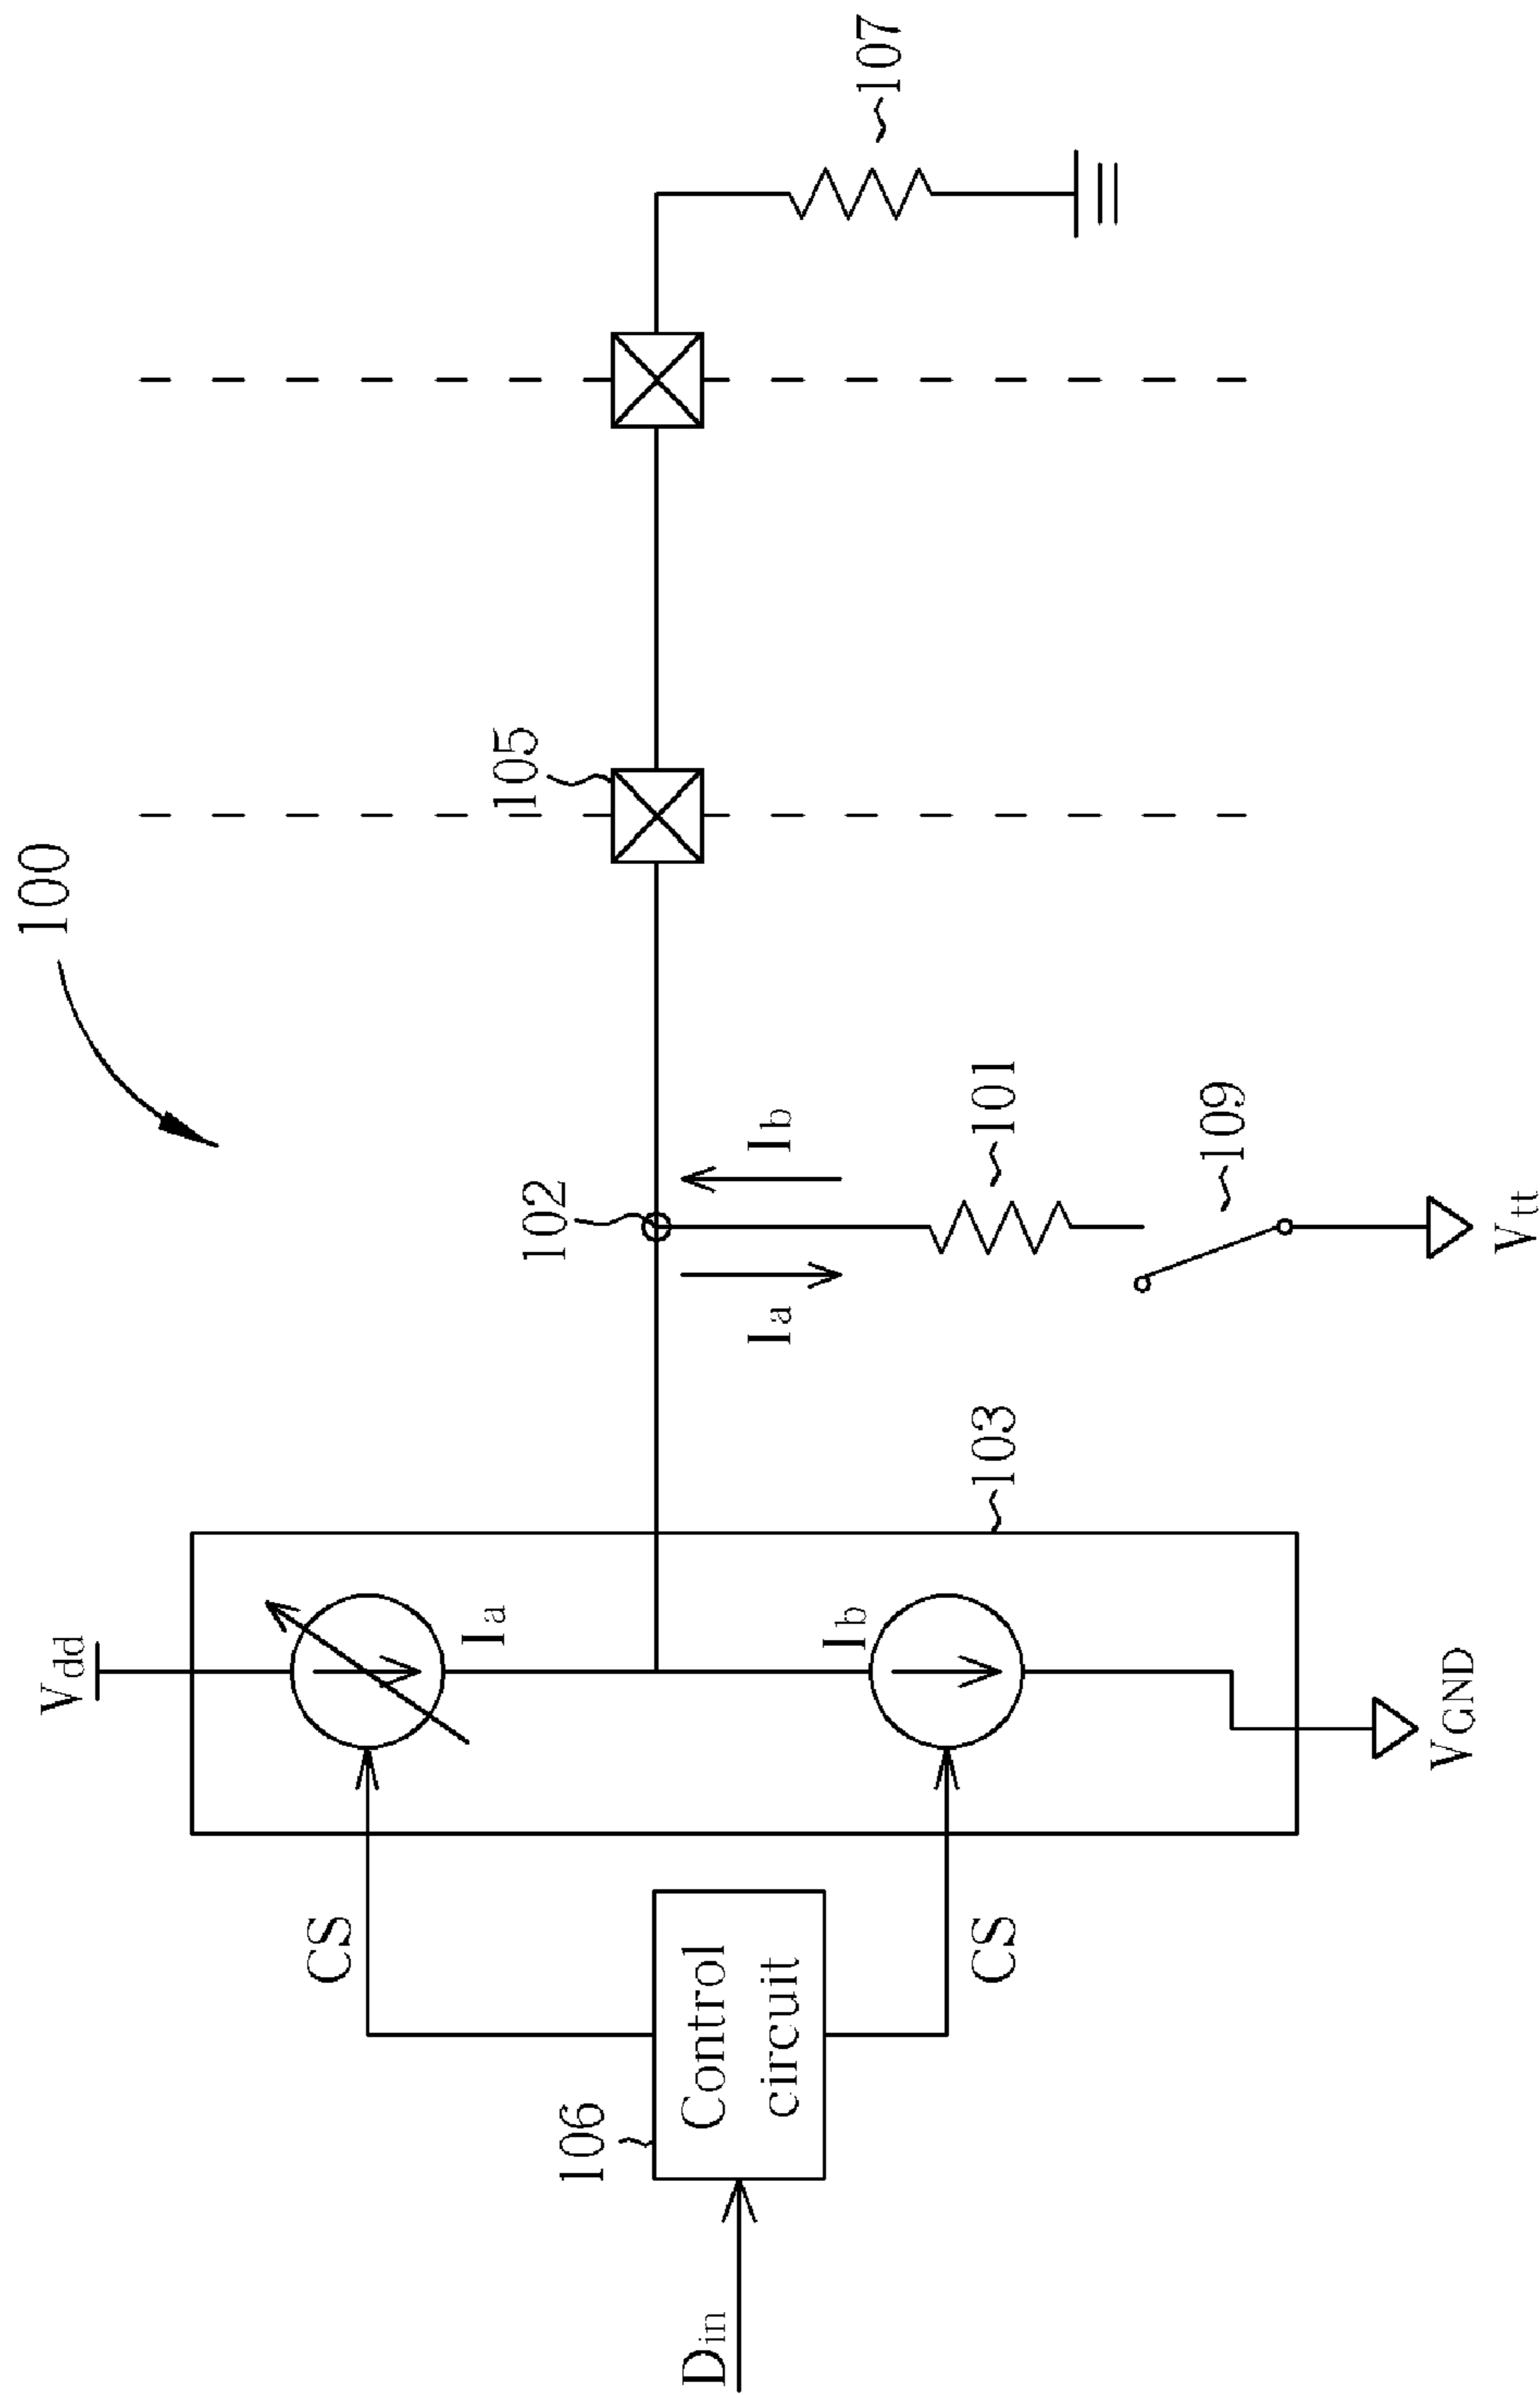 100
Vdd
CS
Ia
106
Control
circuit
Din
CS
Ib
103
VGND
102
Ia
Ib
101
109
Vtt
105
107